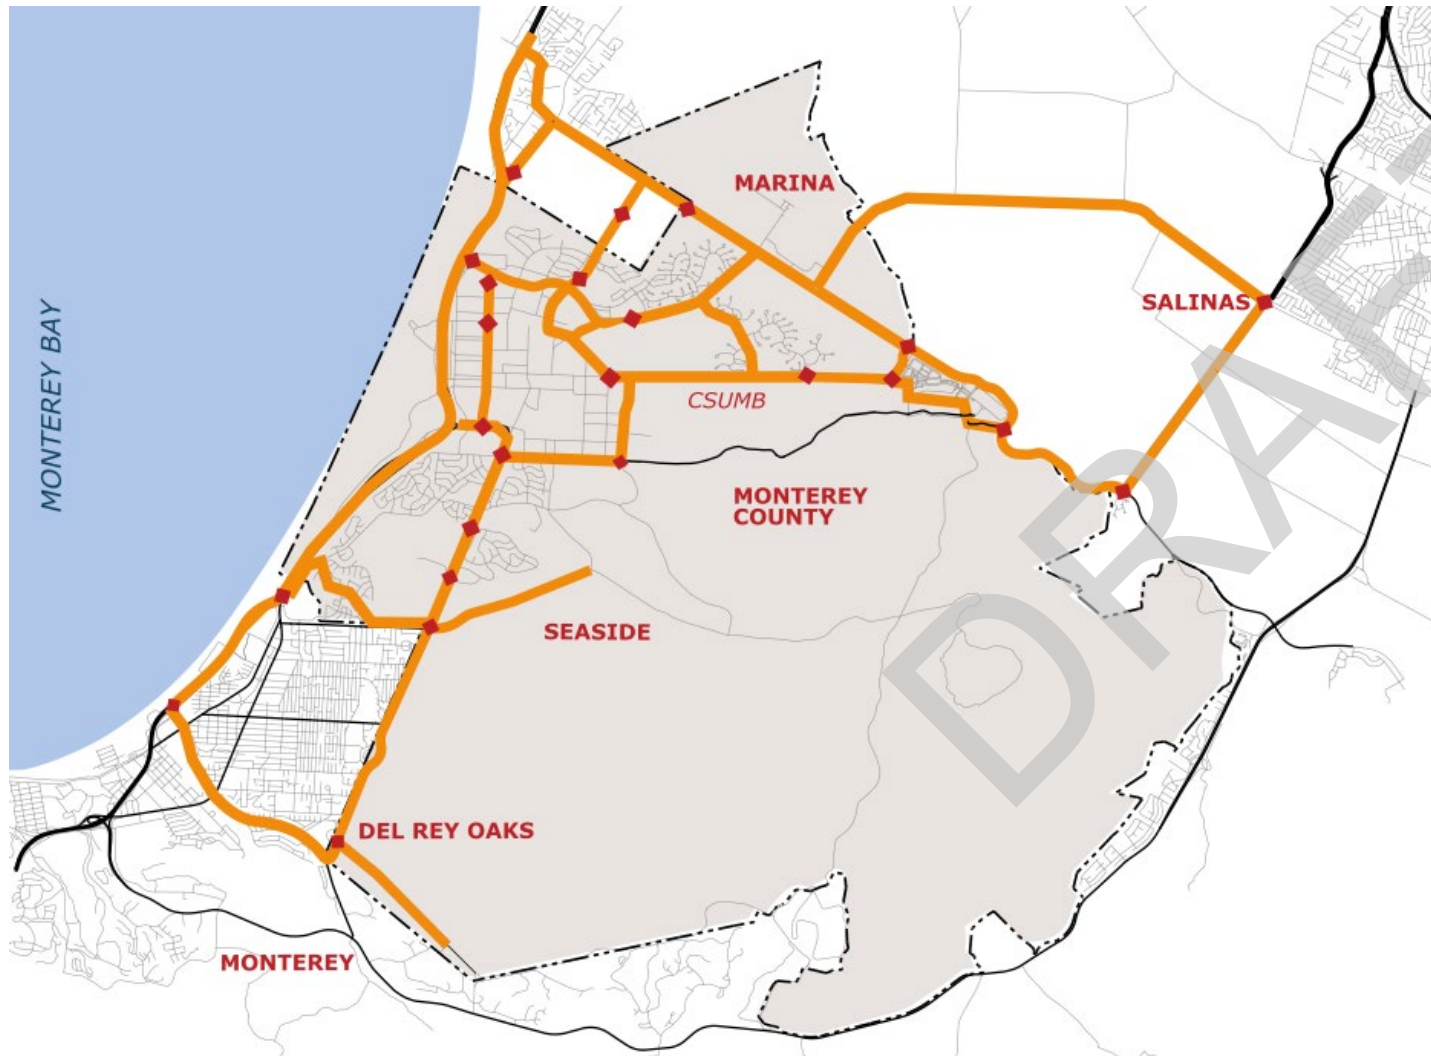 MARINA
SALINAS
MONTEREY BAY
CSUMB
MONTEREY
COUNTY
SEASIDE
DEL REY OAKS
MONTEREY
DRAFT